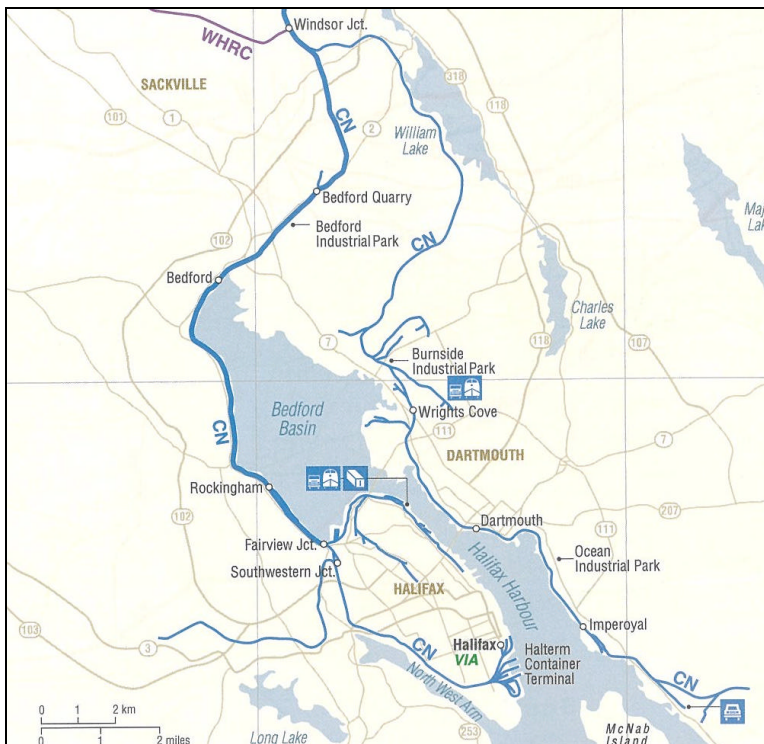 Windsor Jct.
WHRC
SACKVILLE
318
118
101
1
CN
2
William
Lake
Bedford Quarry
Bedford
Industrial Park
Maj
Lak
102
CN
Bedford
Charles
Lake
7
118
107
Burnside
Industrial Park
Bedford
Basin
Wrights Cove
CN
111
7
DARTMOUTH
Rockingham
102
207
Dartmouth
111
Fairview Jct.
Ocean
Industrial Park
Southwestern Jct.
HALIFAX
Halifax Harbour
Imperoyal
103
3
Halifax
VIA
CN
Halterm
Container
Terminal
North West Arm
CN
0 1 2 km
0 1 2 miles
Long Lake
253
McNab
Island